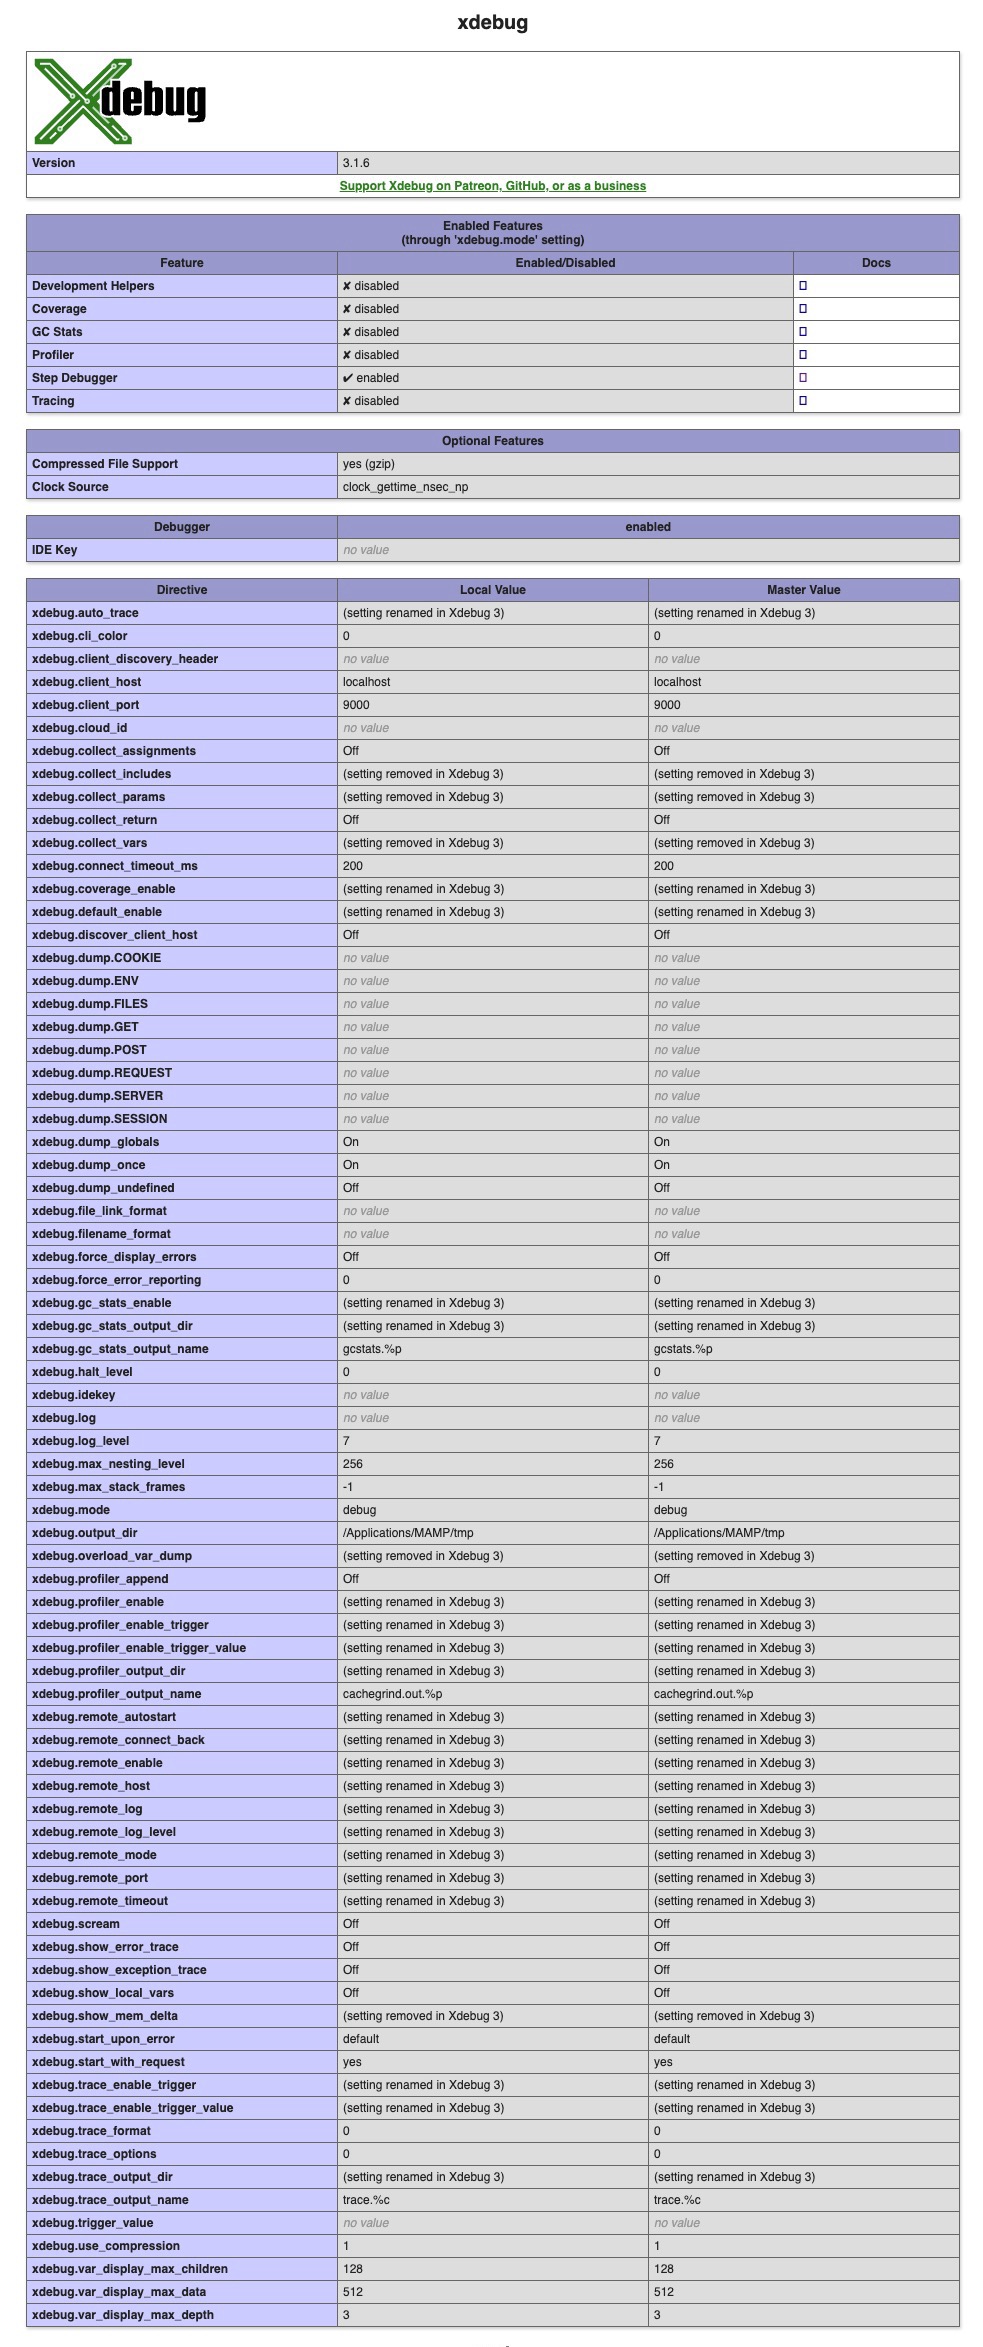 xdebug
Xdebug
Version 3.1.6
Support Xdebug on Patreon, GitHub, or as a business
Enabled Features
(through 'xdebug.mode' setting)
Feature Enabled/Disabled Docs
Development Helpers ✘ disabled
Coverage ✘ disabled
GC Stats ✘ disabled
Profiler ✘ disabled
Step Debugger ✔ enabled
Tracing ✘ disabled
Optional Features
Compressed File Support yes (gzip)
Clock Source clock_gettime_nsec_np
Debugger enabled
IDE Key no value
Directive Local Value Master Value
xdebug.auto_trace (setting renamed in Xdebug 3) (setting renamed in Xdebug 3)
xdebug.cli_color 0 0
xdebug.client_discovery_header no value no value
xdebug.client_host localhost localhost
xdebug.client_port 9000 9000
xdebug.cloud_id no value no value
xdebug.collect_assignments Off Off
xdebug.collect_includes (setting removed in Xdebug 3) (setting removed in Xdebug 3)
xdebug.collect_params (setting removed in Xdebug 3) (setting removed in Xdebug 3)
xdebug.collect_return Off Off
xdebug.collect_vars (setting removed in Xdebug 3) (setting removed in Xdebug 3)
xdebug.connect_timeout_ms 200 200
xdebug.coverage_enable (setting renamed in Xdebug 3) (setting renamed in Xdebug 3)
xdebug.default_enable (setting renamed in Xdebug 3) (setting renamed in Xdebug 3)
xdebug.discover_client_host Off Off
xdebug.dump.COOKIE no value no value
xdebug.dump.ENV no value no value
xdebug.dump.FILES no value no value
xdebug.dump.GET no value no value
xdebug.dump.POST no value no value
xdebug.dump.REQUEST no value no value
xdebug.dump.SERVER no value no value
xdebug.dump.SESSION no value no value
xdebug.dump_globals On On
xdebug.dump_once On On
xdebug.dump_undefined Off Off
xdebug.file_link_format no value no value
xdebug.filename_format no value no value
xdebug.force_display_errors Off Off
xdebug.force_error_reporting 0 0
xdebug.gc_stats_enable (setting renamed in Xdebug 3) (setting renamed in Xdebug 3)
xdebug.gc_stats_output_dir (setting renamed in Xdebug 3) (setting renamed in Xdebug 3)
xdebug.gc_stats_output_name gcstats.%p gcstats.%p
xdebug.halt_level 0 0
xdebug.idekey no value no value
xdebug.log no value no value
xdebug.log_level 7 7
xdebug.max_nesting_level 256 256
xdebug.max_stack_frames -1 -1
xdebug.mode debug debug
xdebug.output_dir /Applications/MAMP/tmp /Applications/MAMP/tmp
xdebug.overload_var_dump (setting removed in Xdebug 3) (setting removed in Xdebug 3)
xdebug.profiler_append Off Off
xdebug.profiler_enable (setting renamed in Xdebug 3) (setting renamed in Xdebug 3)
xdebug.profiler_enable_trigger (setting renamed in Xdebug 3) (setting renamed in Xdebug 3)
xdebug.profiler_enable_trigger_value (setting renamed in Xdebug 3) (setting renamed in Xdebug 3)
xdebug.profiler_output_dir (setting renamed in Xdebug 3) (setting renamed in Xdebug 3)
xdebug.profiler_output_name cachegrind.out.%p cachegrind.out.%p
xdebug.remote_autostart (setting renamed in Xdebug 3) (setting renamed in Xdebug 3)
xdebug.remote_connect_back (setting renamed in Xdebug 3) (setting renamed in Xdebug 3)
xdebug.remote_enable (setting renamed in Xdebug 3) (setting renamed in Xdebug 3)
xdebug.remote_host (setting renamed in Xdebug 3) (setting renamed in Xdebug 3)
xdebug.remote_log (setting renamed in Xdebug 3) (setting renamed in Xdebug 3)
xdebug.remote_log_level (setting renamed in Xdebug 3) (setting renamed in Xdebug 3)
xdebug.remote_mode (setting renamed in Xdebug 3) (setting renamed in Xdebug 3)
xdebug.remote_port (setting renamed in Xdebug 3) (setting renamed in Xdebug 3)
xdebug.remote_timeout (setting renamed in Xdebug 3) (setting renamed in Xdebug 3)
xdebug.scream Off Off
xdebug.show_error_trace Off Off
xdebug.show_exception_trace Off Off
xdebug.show_local_vars Off Off
xdebug.show_mem_delta (setting removed in Xdebug 3) (setting removed in Xdebug 3)
xdebug.start_upon_error default default
xdebug.start_with_request yes yes
xdebug.trace_enable_trigger (setting renamed in Xdebug 3) (setting renamed in Xdebug 3)
xdebug.trace_enable_trigger_value (setting renamed in Xdebug 3) (setting renamed in Xdebug 3)
xdebug.trace_format 0 0
xdebug.trace_options 0 0
xdebug.trace_output_dir (setting renamed in Xdebug 3) (setting renamed in Xdebug 3)
xdebug.trace_output_name trace.%c trace.%c
xdebug.trigger_value no value no value
xdebug.use_compression 1 1
xdebug.var_display_max_children 128 128
xdebug.var_display_max_data 512 512
xdebug.var_display_max_depth 3 3